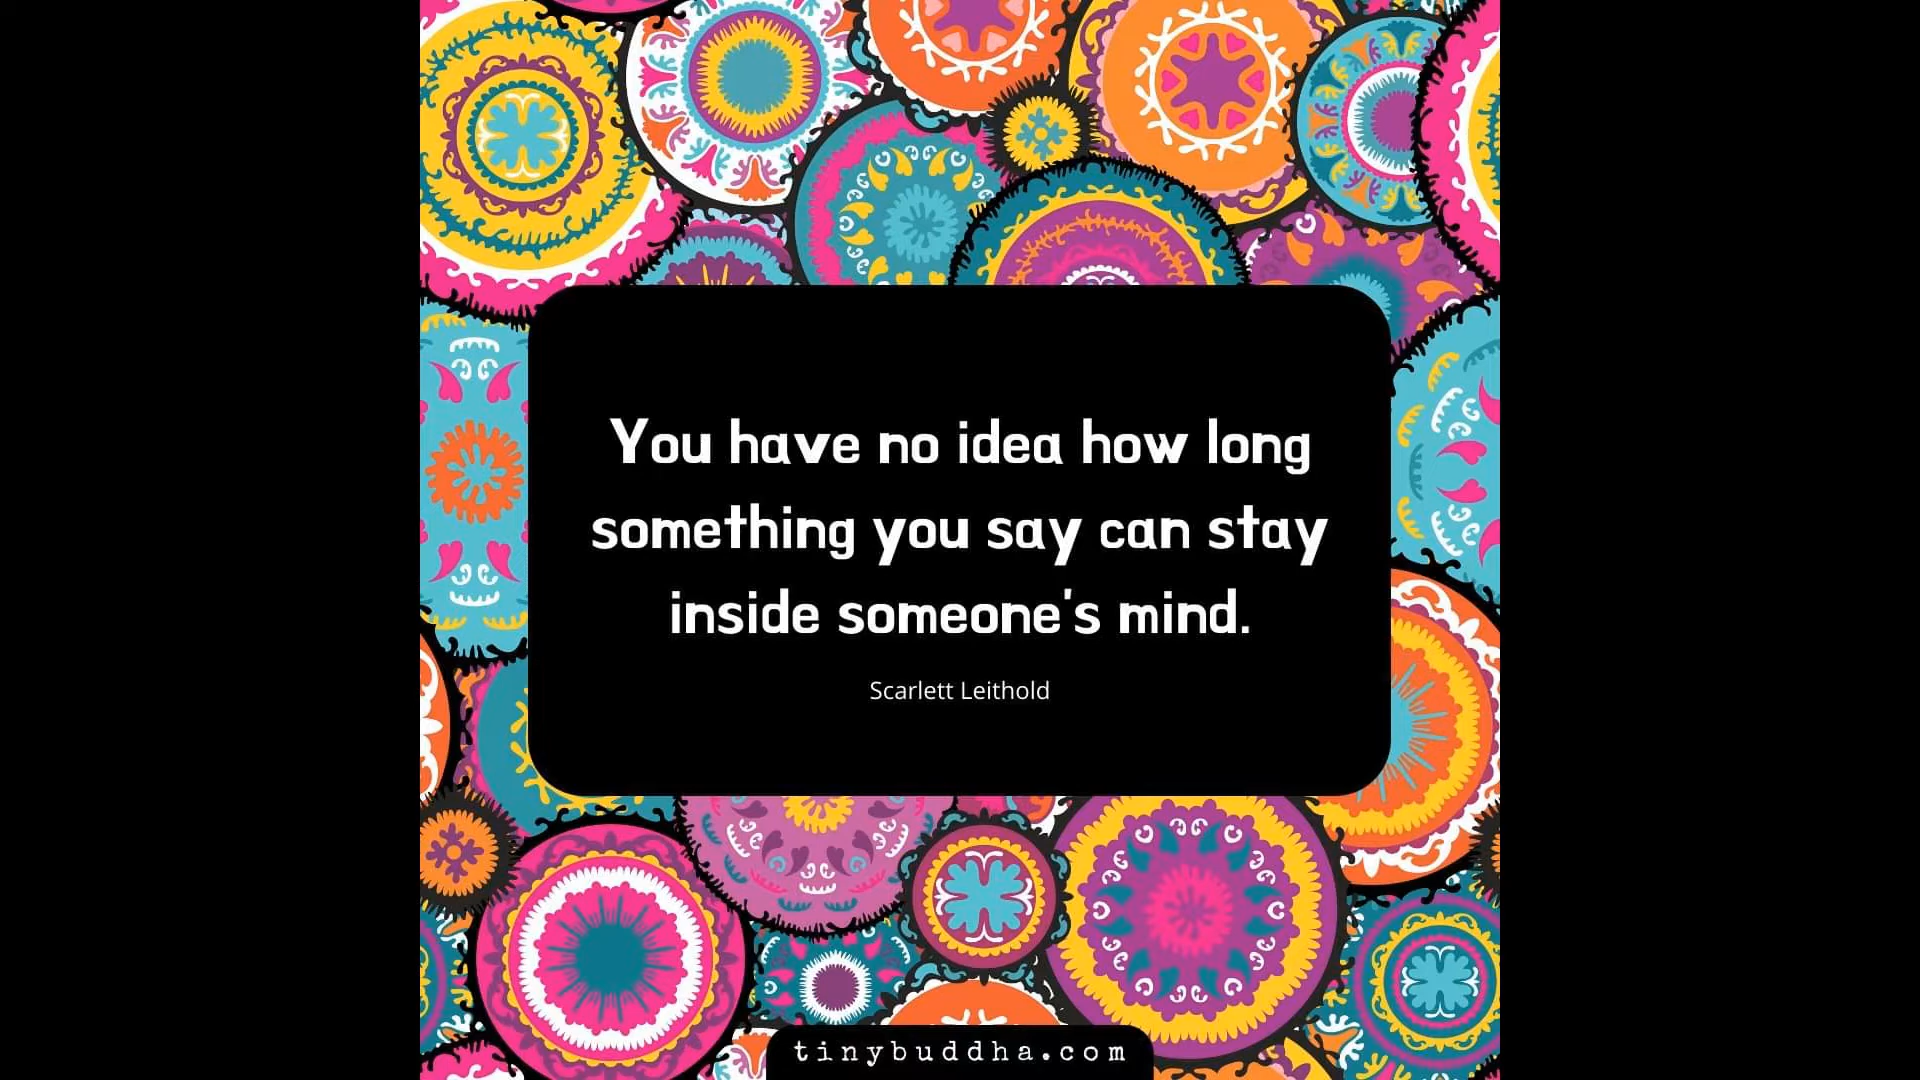 You have no idea how long
something you say can stay
inside someone's mind.
Scarlett Leithold
tinybuddha.com